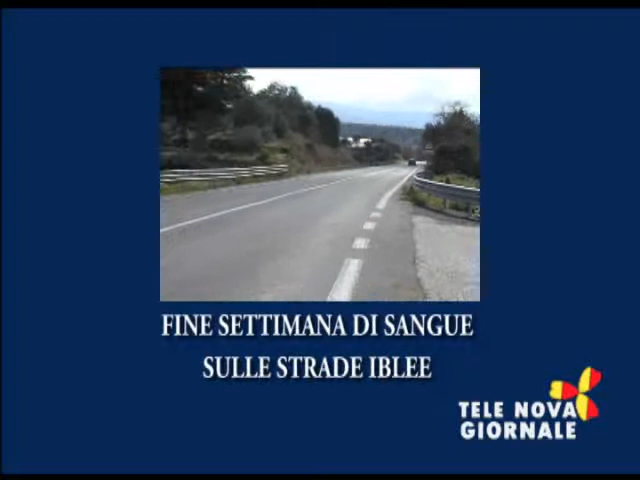 FINE SETTIMANA DI SANGUE
SULLE STRADE IBLEE
TELE NOVA
GIORNALE